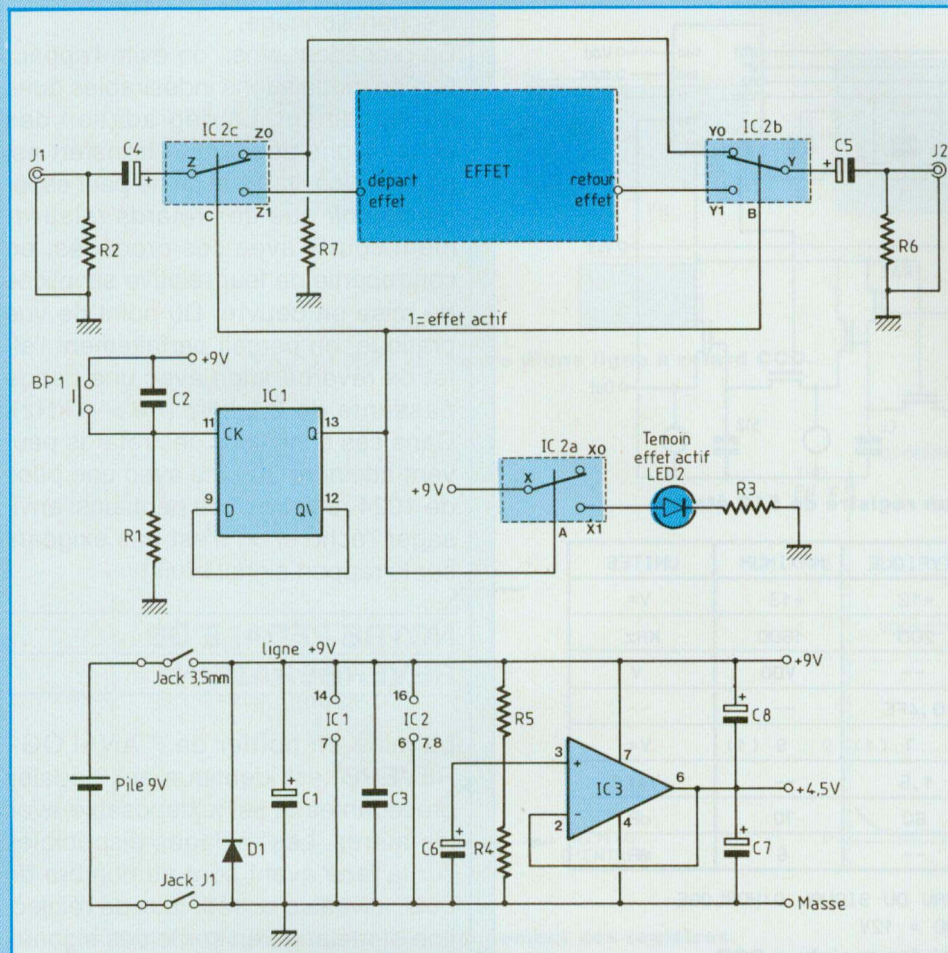 J1
C4
+
IC 2c
Z
Z0
Z1
C
R2
R7
départ
effet
EFFET
retour
effet
IC 2b
Y0
Y
Y1
B
C5
+
J2
R6
1= effet actif
+9V
BP1
C2
R1
IC 1
11
CK
Q
13
9
D
Q\
12
IC 2a
X0
X
X1
A
+9V
Temoin
effet actif
LED2
R3
ligne +9V
Jack 3,5mm
Pile 9V
Jack J1
D1
C1
+
14
IC1
7
C3
16
IC2
6
7,8
R5
R4
C6
+
3
+
IC3
-
2
7
4
6
+9V
C8
+
+4,5V
C7
+
Masse